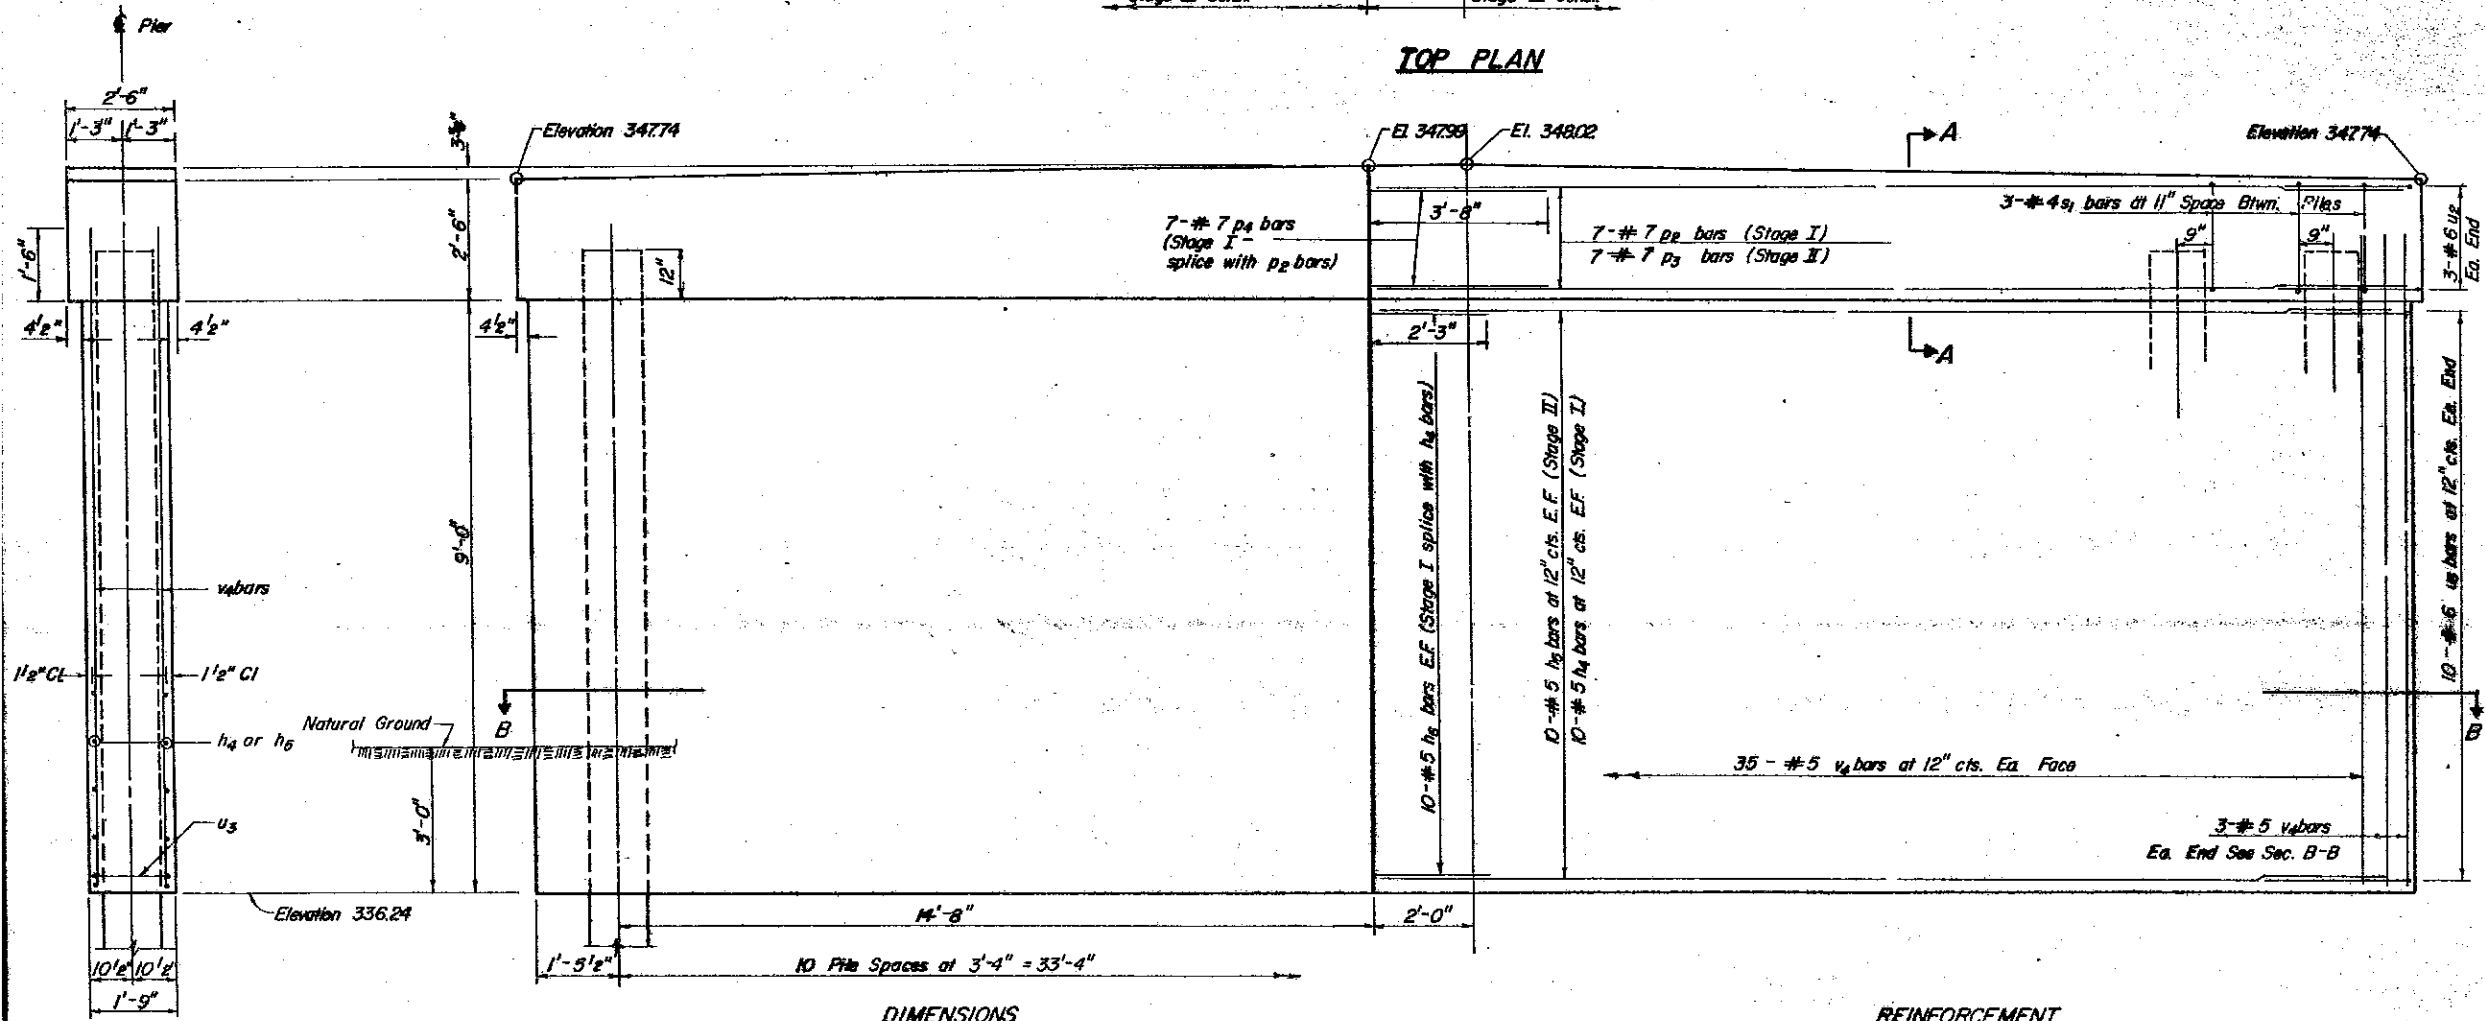 TOP PLAN
℄ Pier
2'-6"
1'-3" 1'-3"
1'-6"
4½" 4½"
v4 bars
1½" Cl. 1½" Cl
h4 or h5
u3
Elevation 336.24
10½" 10½"
1'-9"
Elevation 347.74
El. 347.99
El. 348.02
Elevation 347.74
2'-6"
12"
4½"
9'-0"
Natural Ground
3'-0"
B
14'-8"
2'-0"
1'-5½"
10 Pile Spaces at 3'-4" = 33'-4"
DIMENSIONS
7-#7 p4 bars
(Stage I -
splice with p2 bars)
3'-8"
7-#7 p2 bars (Stage I)
7-#7 p3 bars (Stage II)
A
A
3-#4 s1 bars at 11" Space Btwn. Piles
9" 9"
3-#6 u2
Ea. End
2'-3"
10-#5 h6 bars E.F. (Stage I splice with h4 bars)
10-#5 h5 bars at 12" cts. E.F. (Stage II)
10-#5 h4 bars at 12" cts. E.F. (Stage I)
10-#6 u3 bars at 12" cts. Ea. End
35 - #5 v4 bars at 12" cts. Ea. Face
3-#5 v4 bars
Ea. End See Sec. B-B
B
REINFORCEMENT